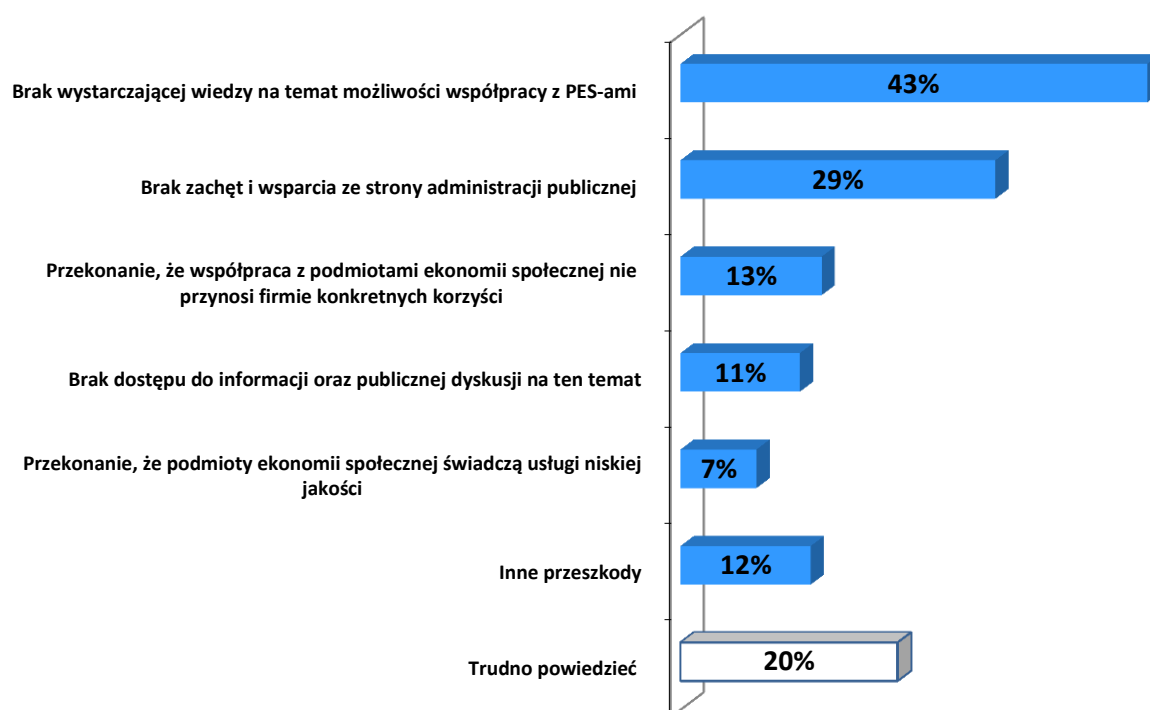 Brak wystarczającej wiedzy na temat możliwości współpracy z PES-ami
43%
Brak zachęt i wsparcia ze strony administracji publicznej
29%
Przekonanie, że współpraca z podmiotami ekonomii społecznej nie
przynosi firmie konkretnych korzyści
13%
Brak dostępu do informacji oraz publicznej dyskusji na ten temat
11%
Przekonanie, że podmioty ekonomii społecznej świadczą usługi niskiej
jakości
7%
Inne przeszkody
12%
Trudno powiedzieć
20%